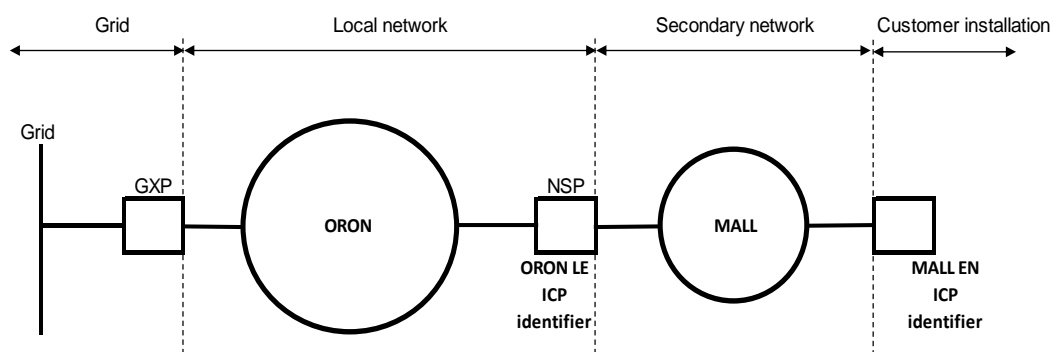 Grid
Local network
Secondary network
Customer installation
Grid
GXP
NSP
ORON
MALL
ORON LE
ICP
identifier
MALL EN
ICP
identifier